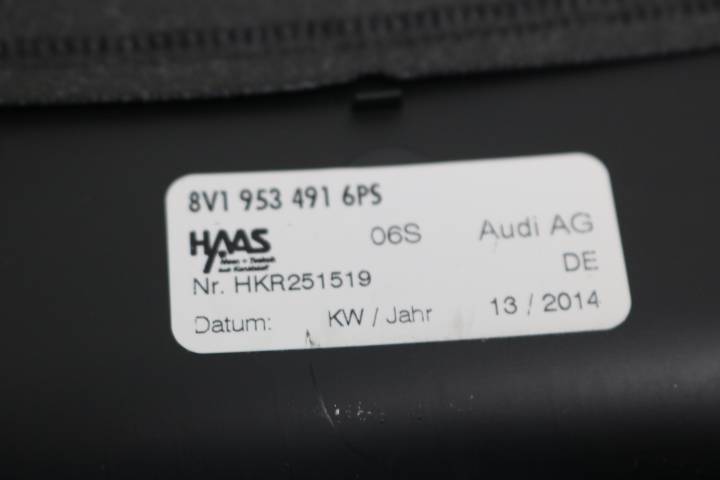 8V1 953 491 6PS
HAAS 06S Audi AG
DE
Nr. HKR251519
Datum: KW / Jahr 13 / 2014